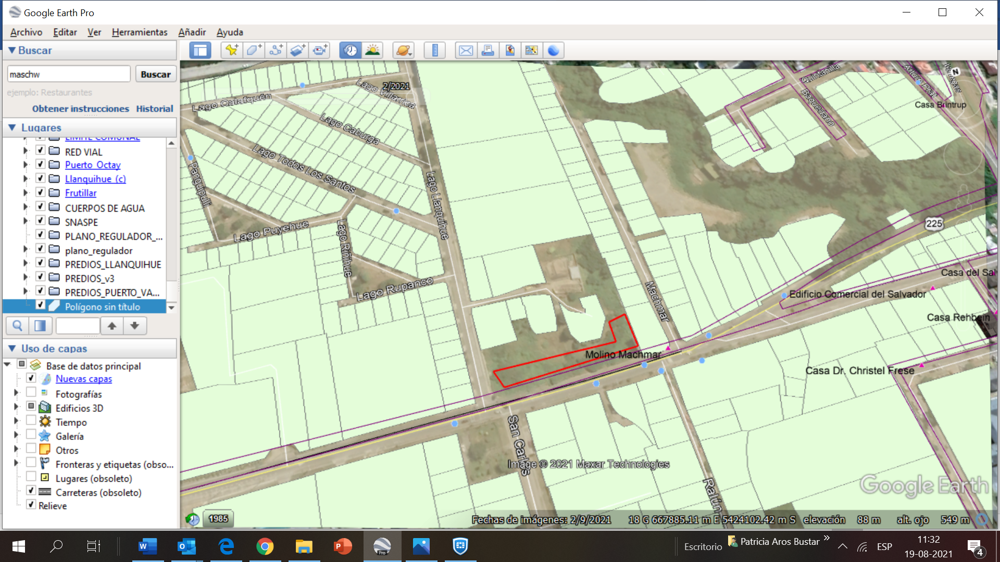 Google Earth Pro
Archivo Editar Ver Herramientas Añadir Ayuda
Buscar
maschw
Buscar
ejemplo: Restaurantes
Obtener instrucciones Historial
Lugares
LIMITE COMUNAL
RED VIAL
Puerto_Octay
Llanquihue_(c)
Frutillar
CUERPOS DE AGUA
SNASPE
PLANO_REGULADOR_...
plano_regulador
PREDIOS_LLANQUIHUE
PREDIOS_v3
PREDIOS_PUERTO_VA...
Polígono sin título
Uso de capas
Base de datos principal
Nuevas capas
Fotografías
Edificios 3D
Tiempo
Galería
Otros
Fronteras y etiquetas (obso...
Lugares (obsoleto)
Carreteras (obsoleto)
Relieve
2/2021
Lago Villarrica
Lago Calafquén
Lago Caburga
Lago Todos Los Santos
Panguipulli
Lago Llanquihue
Lago Puyehue
Lago Riñihue
Lago Rupanco
Machmar
Quintanilla
Baquedano
Arturo Prat
N
Casa Brintrup
225
Casa del Sal
Edificio Comercial del Salvador
Casa Rehbein
Molino Machmar
Casa Dr. Christel Frese
San Carlos
Ralún
Image © 2021 Maxar Technologies
Google Earth
1985
Fechas de imágenes: 2/9/2021 18 G 667885.11 m E 5424102.42 m S elevación 88 m alt. ojo 549 m
Escritorio
Patricia Aros Bustar
ESP
11:32
19-08-2021
4